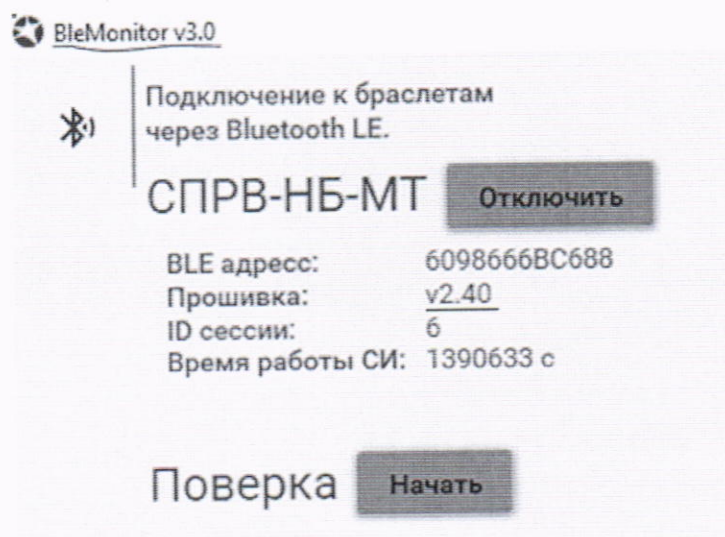 BleMonitor v3.0
Подключение к браслетам
через Bluetooth LE.
СПРВ-НБ-МТ Отключить
BLE адресс: 6098666BC688
Прошивка: v2.40
ID сессии: 6
Время работы СИ: 1390633 с
Поверка Начать